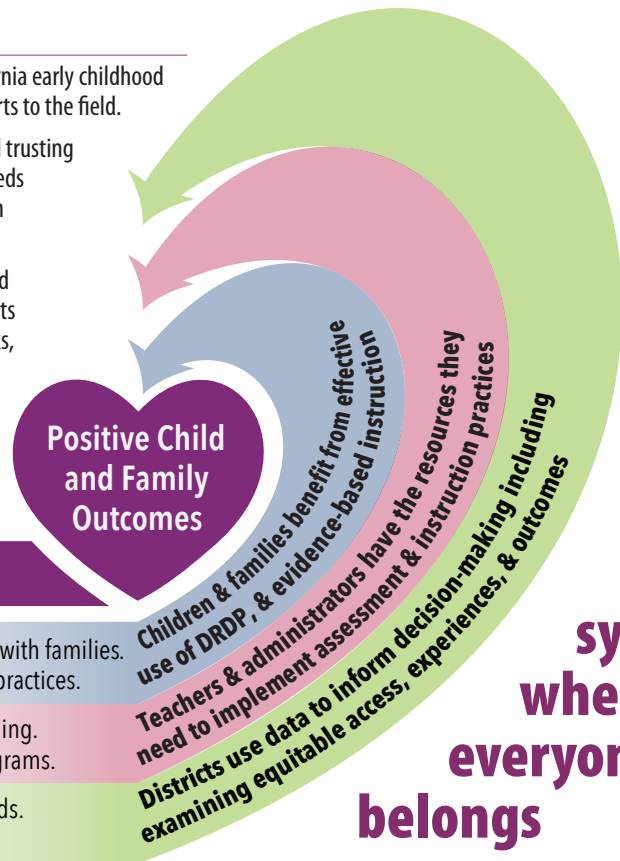 rnia early childhood
rts to the field.
d trusting
eds
n
d
ts
ks,
Positive Child
and Family
Outcomes
with families.
practices.
ing.
grams.
ds.
Children & families benefit from effective
use of DRDP, & evidence-based instruction
Teachers & administrators have the resources they
need to implement assessment & instruction practices
Districts use data to inform decision-making including
examining equitable access, experiences, & outcomes
sy
whe
everyon
belongs